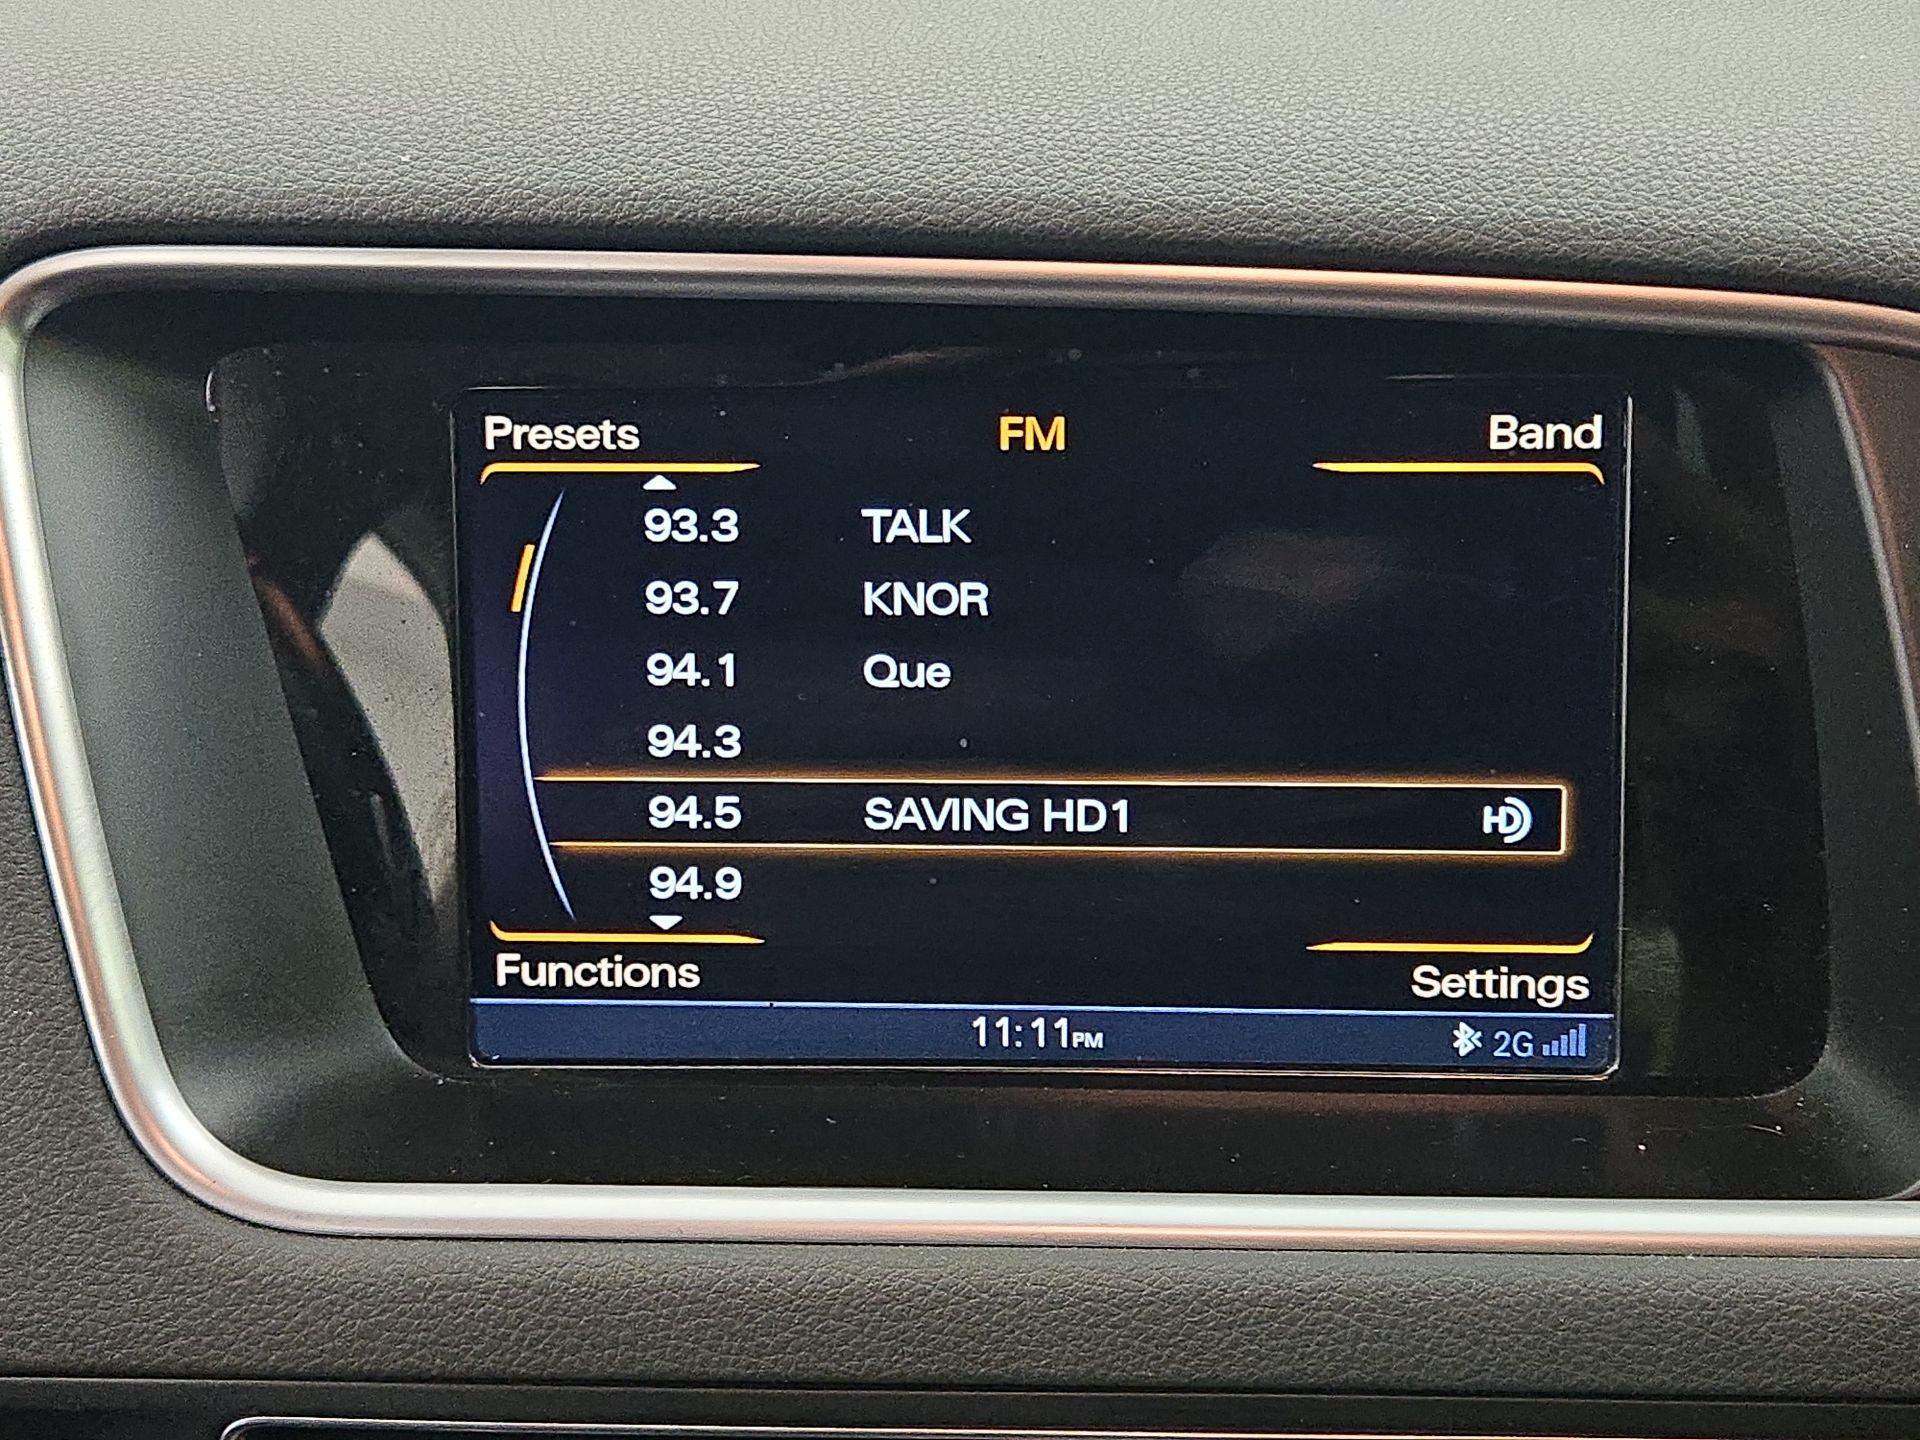 Presets FM Band
93.3 TALK
93.7 KNOR
94.1 Que
94.3
94.5 SAVING HD1 HD
94.9
Functions Settings
11:11PM 2G